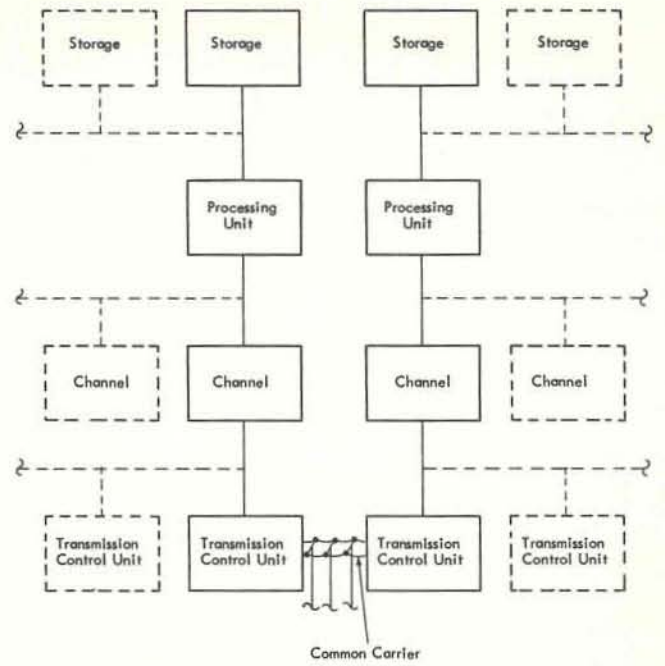 Storage
Storage
Storage
Storage
Processing
Unit
Processing
Unit
Channel
Channel
Channel
Channel
Transmission
Control Unit
Transmission
Control Unit
Transmission
Control Unit
Transmission
Control Unit
Common Carrier